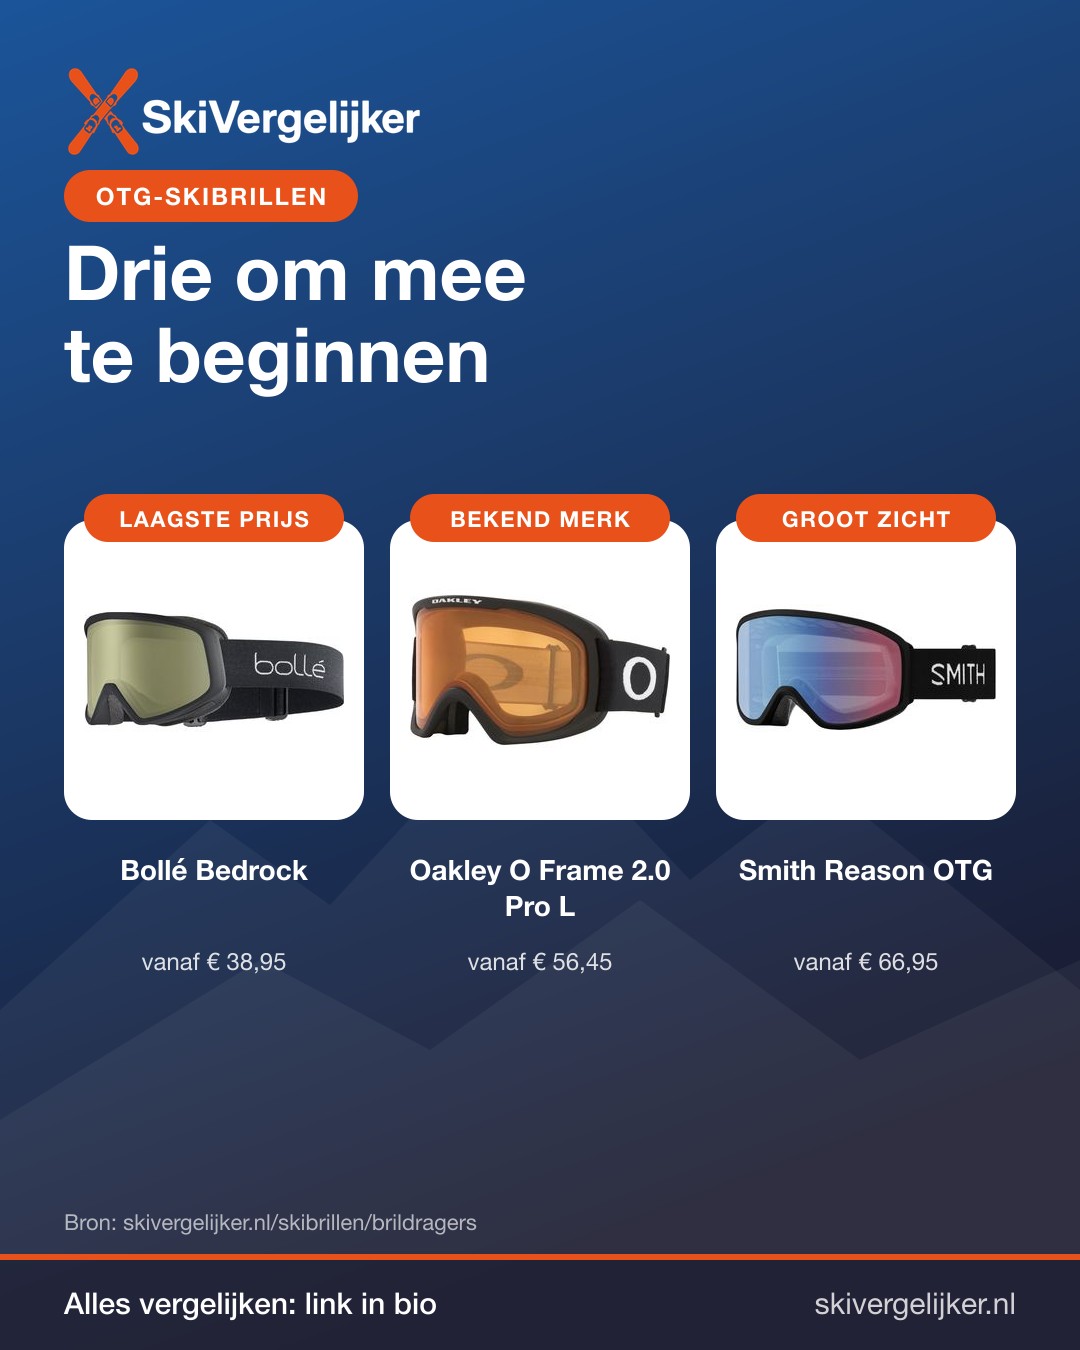 SkiVergelijker
OTG-SKIBRILLEN
Drie om mee
te beginnen
LAAGSTE PRIJS
BEKEND MERK
GROOT ZICHT
bollé
OAKLEY
SMITH
Bollé Bedrock
Oakley O Frame 2.0
Pro L
Smith Reason OTG
vanaf € 38,95
vanaf € 56,45
vanaf € 66,95
Bron: skivergelijker.nl/skibrillen/brildragers
Alles vergelijken: link in bio
skivergelijker.nl